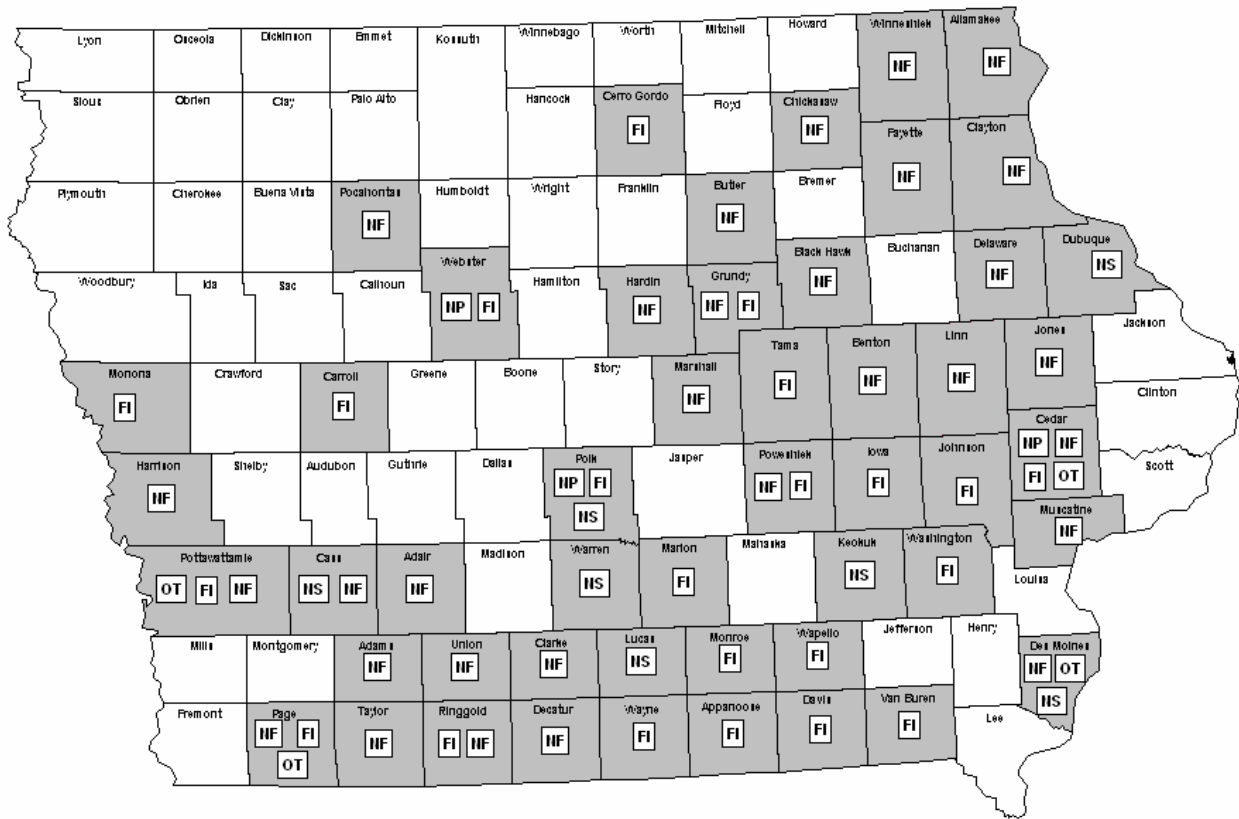 Lyon
Osceola
Dickinson
Emmet
Kossuth
Winnebago
Worth
Mitchell
Howard
Winneshiek
NF
Allamakee
NF
Sioux
Obrien
Clay
Palo Alto
Hancock
Cerro Gordo
FI
Floyd
Chickasaw
NF
Fayette
NF
Clayton
NF
Plymouth
Cherokee
Buena Vista
Pocahontas
NF
Humboldt
Wright
Franklin
Butler
NF
Bremer
Woodbury
Ida
Sac
Calhoun
Webster
NP FI
Hamilton
Hardin
NF
Grundy
NF FI
Black Hawk
NF
Buchanan
Delaware
NF
Dubuque
NS
Monona
FI
Crawford
Carroll
FI
Greene
Boone
Story
Marshall
NF
Tama
FI
Benton
NF
Linn
NF
Jones
NF
Jackson
Clinton
Harrison
NF
Shelby
Audubon
Guthrie
Dallas
Polk
NP FI
NS
Jasper
Poweshiek
NF FI
Iowa
FI
Johnson
FI
Cedar
NP NF
FI OT
Scott
Muscatine
NF
Pottawattamie
OT FI NF
Cass
NS NF
Adair
NF
Madison
Warren
NS
Marion
FI
Mahaska
Keokuk
NS
Washington
FI
Louisa
Mills
Montgomery
Adams
NF
Union
NF
Clarke
NF
Lucas
NS
Monroe
FI
Wapello
FI
Jefferson
Henry
Des Moines
NF OT
NS
Fremont
Page
NF FI
OT
Taylor
NF
Ringgold
FI NF
Decatur
NF
Wayne
FI
Appanoose
FI
Davis
FI
Van Buren
FI
Lee